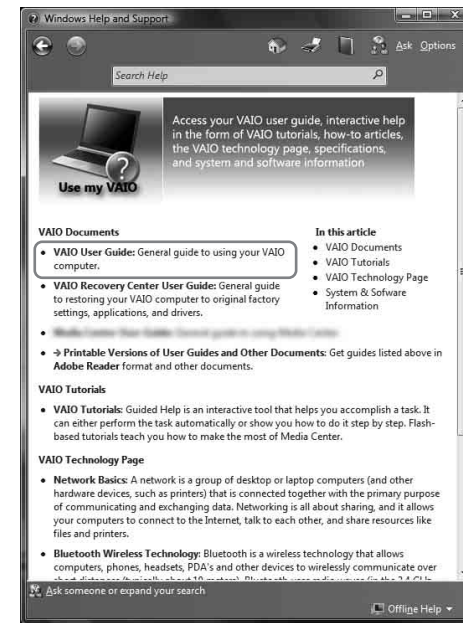 Windows Help and Support
Ask Options
Search Help
Access your VAIO user guide, interactive help
in the form of VAIO tutorials, how-to articles,
the VAIO technology page, specifications,
and system and software information
Use my VAIO
VAIO Documents
• VAIO User Guide: General guide to using your VAIO
computer.
• VAIO Recovery Center User Guide: General guide
to restoring your VAIO computer to original factory
settings, applications, and drivers.
• Media Center User Guide: General guide to using Media Center
• → Printable Versions of User Guides and Other Documents: Get guides listed above in
Adobe Reader format and other documents.
In this article
• VAIO Documents
• VAIO Tutorials
• VAIO Technology Page
• System & Sofware
Information
VAIO Tutorials
• VAIO Tutorials: Guided Help is an interactive tool that helps you accomplish a task. It
can either perform the task automatically or show you how to do it step by step. Flash-
based tutorials teach you how to make the most of Media Center.
VAIO Technology Page
• Network Basics: A network is a group of desktop or laptop computers (and other
hardware devices, such as printers) that is connected together with the primary purpose
of communicating and exchanging data. Networking is all about sharing, and it allows
your computers to connect to the Internet, talk to each other, and share resources like
files and printers.
• Bluetooth Wireless Technology: Bluetooth is a wireless technology that allows
computers, phones, headsets, PDA's and other devices to wirelessly communicate over
Ask someone or expand your search
Offline Help